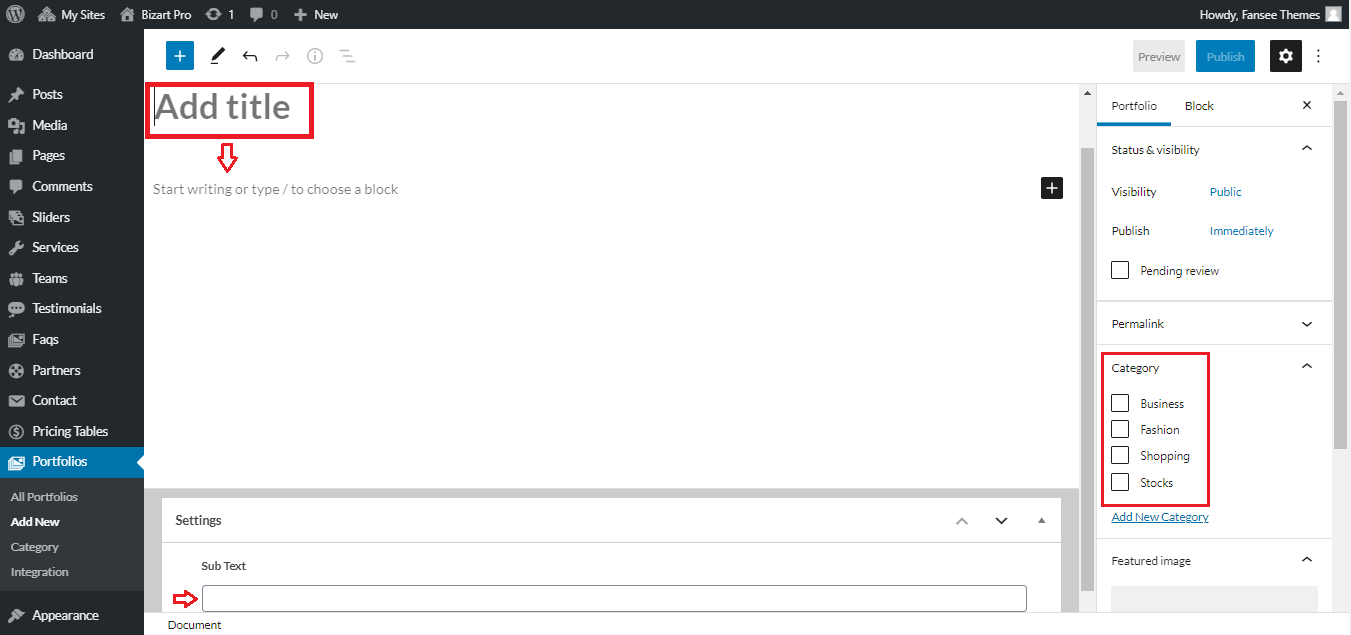 My Sites Bizart Pro 1 0 New Howdy, Fansee Themes
Dashboard
Posts
Media
Pages
Comments
Sliders
Services
Teams
Testimonials
Faqs
Partners
Contact
Pricing Tables
Portfolios
All Portfolios
Add New
Category
Integration
Appearance
Preview Publish
Add title
Start writing or type / to choose a block
Settings
Sub Text
Document
Portfolio Block
Status & visibility
Visibility Public
Publish Immediately
Pending review
Permalink
Category
Business
Fashion
Shopping
Stocks
Add New Category
Featured image